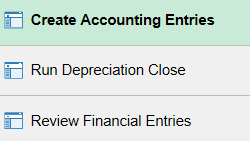 Create Accounting Entries
Run Depreciation Close
Review Financial Entries